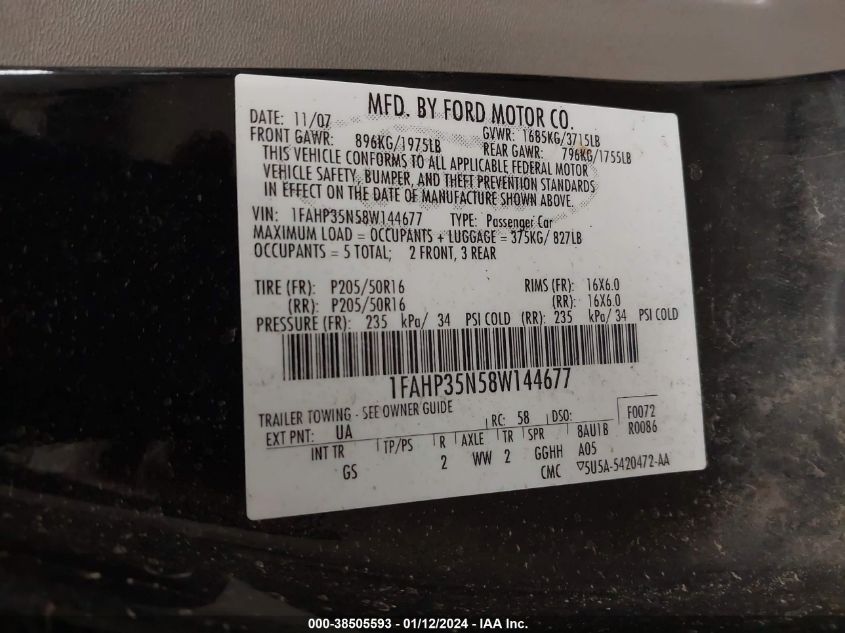 MFD. BY FORD MOTOR CO.
DATE: 11/07 GVWR: 1685KG/3715LB
FRONT GAWR: 896KG/1975LB REAR GAWR: 796KG/1755LB
THIS VEHICLE CONFORMS TO ALL APPLICABLE FEDERAL MOTOR
VEHICLE SAFETY, BUMPER, AND THEFT PREVENTION STANDARDS
IN EFFECT ON THE DATE OF MANUFACTURE SHOWN ABOVE.
VIN: 1FAHP35N58W144677 TYPE: Passenger Car
MAXIMUM LOAD = OCCUPANTS + LUGGAGE = 375KG/ 827LB
OCCUPANTS = 5 TOTAL; 2 FRONT, 3 REAR
TIRE (FR): P205/50R16 RIMS (FR): 16X6.0
(RR): P205/50R16 (RR): 16X6.0
PRESSURE (FR): 235 kPa/ 34 PSI COLD (RR): 235 kPa/ 34 PSI COLD
1FAHP35N58W144677
TRAILER TOWING - SEE OWNER GUIDE
EXT PNT: UA RC: 58 DSO: F0072
R0086
INT TR TP/PS R AXLE TR SPR 8AU1B
GS 2 WW 2 GGHH A05
CMC 5U5A-5420472-AA
000-38505593 - 01/12/2024 - IAA Inc.